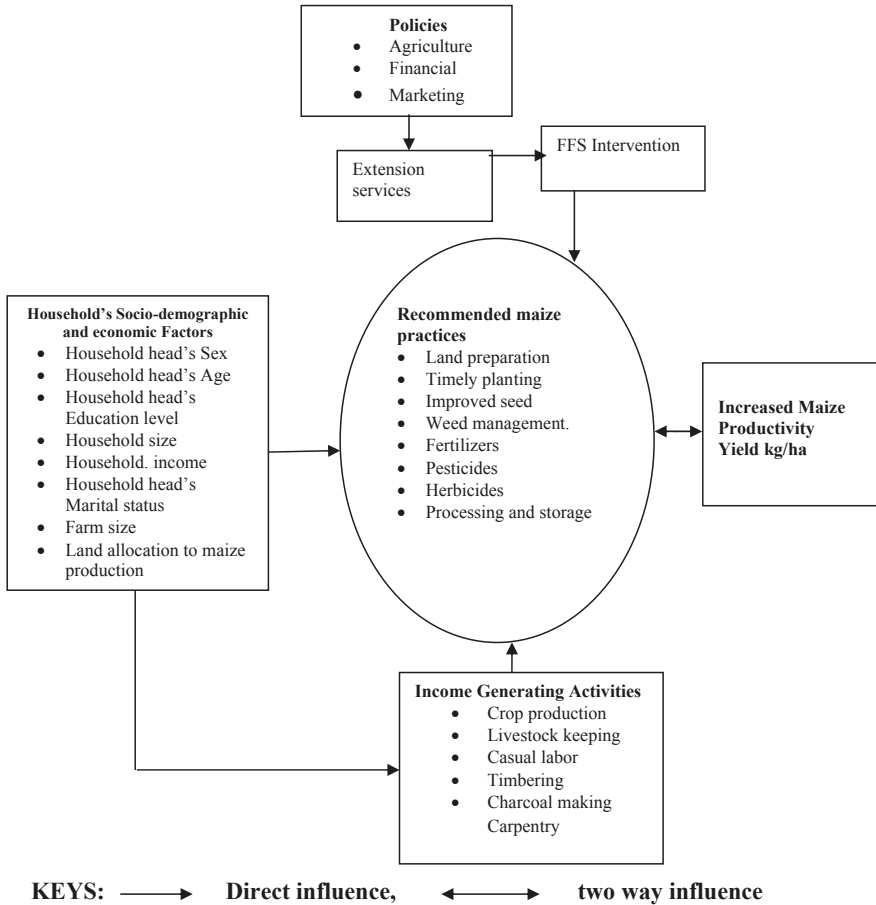 Policies
• Agriculture
• Financial
• Marketing
Extension
services
FFS Intervention
Household's Socio-demographic
and economic Factors
• Household head's Sex
• Household head's Age
• Household head's
Education level
• Household size
• Household. income
• Household head's
Marital status
• Farm size
• Land allocation to maize
production
Recommended maize
practices
• Land preparation
• Timely planting
• Improved seed
• Weed management.
• Fertilizers
• Pesticides
• Herbicides
• Processing and storage
Increased Maize
Productivity
Yield kg/ha
Income Generating Activities
• Crop production
• Livestock keeping
• Casual labor
• Timbering
• Charcoal making
Carpentry
KEYS: Direct influence, two way influence